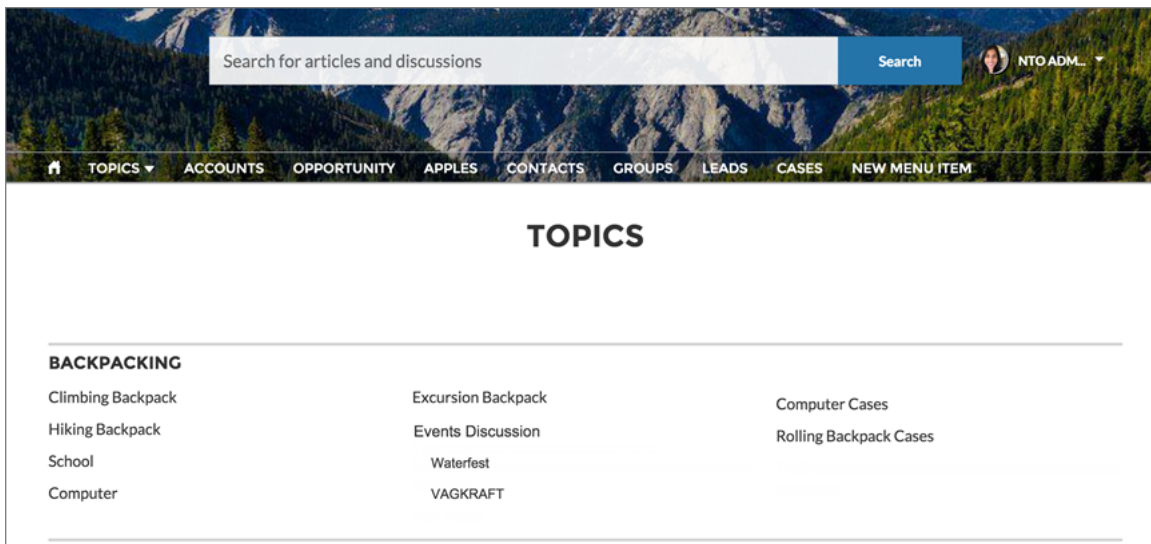 Search for articles and discussions Search NTO ADM...
TOPICS ACCOUNTS OPPORTUNITY APPLES CONTACTS GROUPS LEADS CASES NEW MENU ITEM
TOPICS
BACKPACKING
Climbing Backpack
Hiking Backpack
School
Computer
Excursion Backpack
Events Discussion
Waterfest
VAGKRAFT
Computer Cases
Rolling Backpack Cases